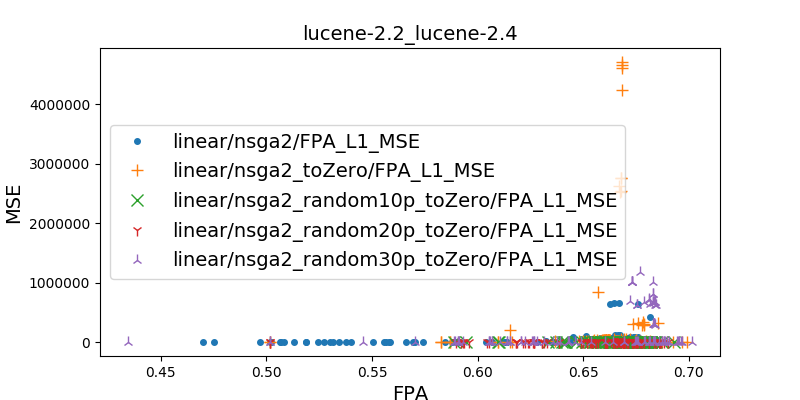 lucene-2.2_lucene-2.4
MSE
4000000
3000000
2000000
1000000
0
linear/nsga2/FPA_L1_MSE
linear/nsga2_toZero/FPA_L1_MSE
linear/nsga2_random10p_toZero/FPA_L1_MSE
linear/nsga2_random20p_toZero/FPA_L1_MSE
linear/nsga2_random30p_toZero/FPA_L1_MSE
0.45 0.50 0.55 0.60 0.65 0.70
FPA